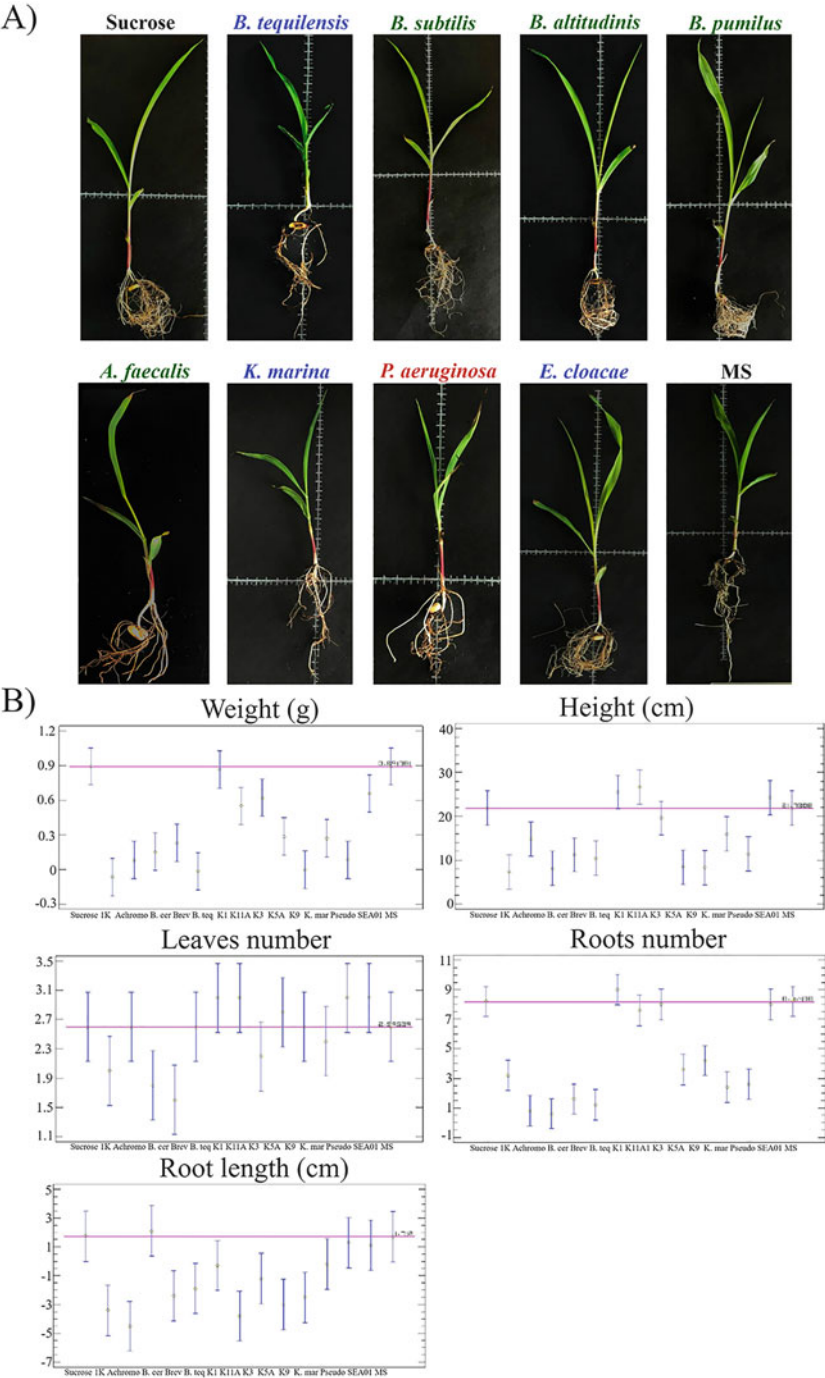 A)
Sucrose B. tequilensis B. subtilis B. altitudinis B. pumilus
A. faecalis K. marina P. aeruginosa E. cloacae MS
B)
Weight (g) Height (cm)
1.2
0.9
0.6
0.3
0
-0.3
Sucrose 1K Achromo B. cer Brev B. teq K1 K11A K3 K5A K9 K. mar Pseudo SEA01 MS
40
30
20
10
0
Sucrose 1K Achromo B. cer Brev B. teq K1 K11A K3 K5A K9 K. mar Pseudo SEA01 MS
Leaves number Roots number
3.5
3.1
2.7
2.3
1.9
1.5
1.1
Sucrose 1K Achromo B. cer Brev B. teq K1 K11A K3 K5A K9 K. mar Pseudo SEA01 MS
11
9
7
5
3
1
-1
Sucrose 1K Achromo B. cer Brev B. teq K1 K11A1 K3 K5A K9 K. mar Pseudo SEA01 MS
Root length (cm)
5
3
1
-1
-3
-5
-7
Sucrose 1K Achromo B. cer Brev B. teq K1 K11A K3 K5A K9 K. mar Pseudo SEA01 MS